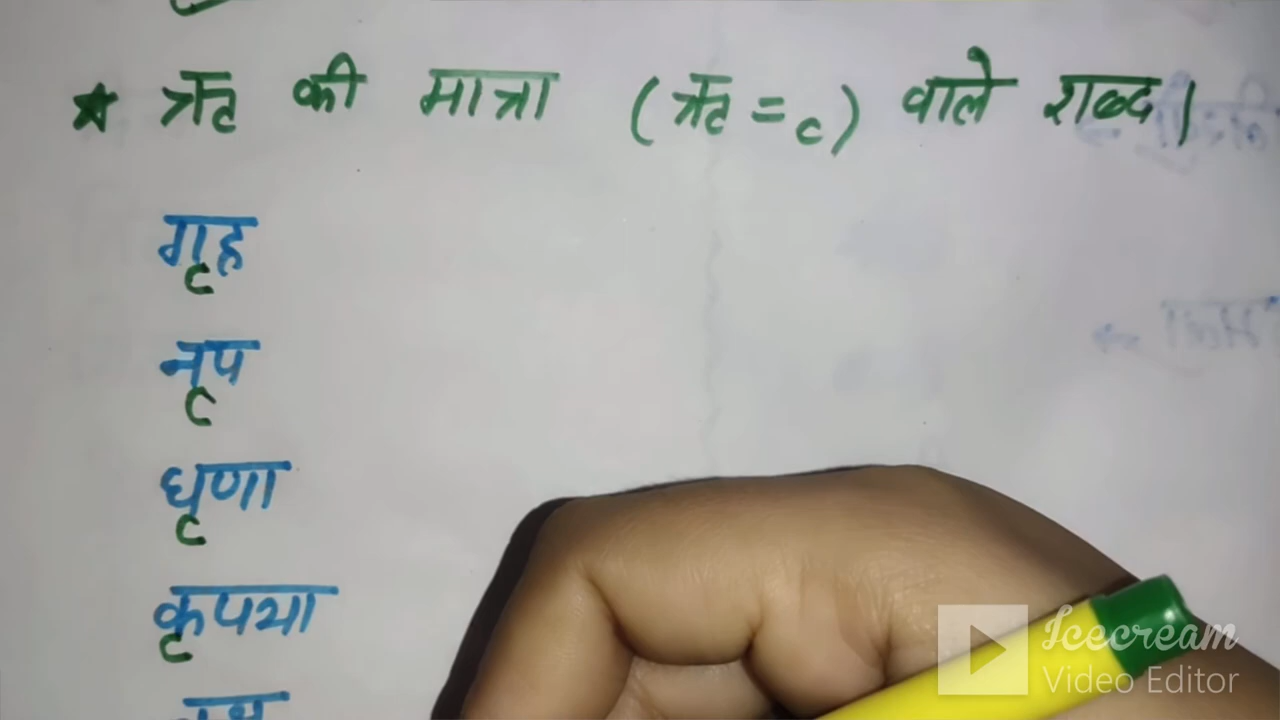 ★ ऋ की मात्रा (ऋ = ृ) वाले शब्द।
गृह
नृप
घृणा
कृपया
Icecream
Video Editor